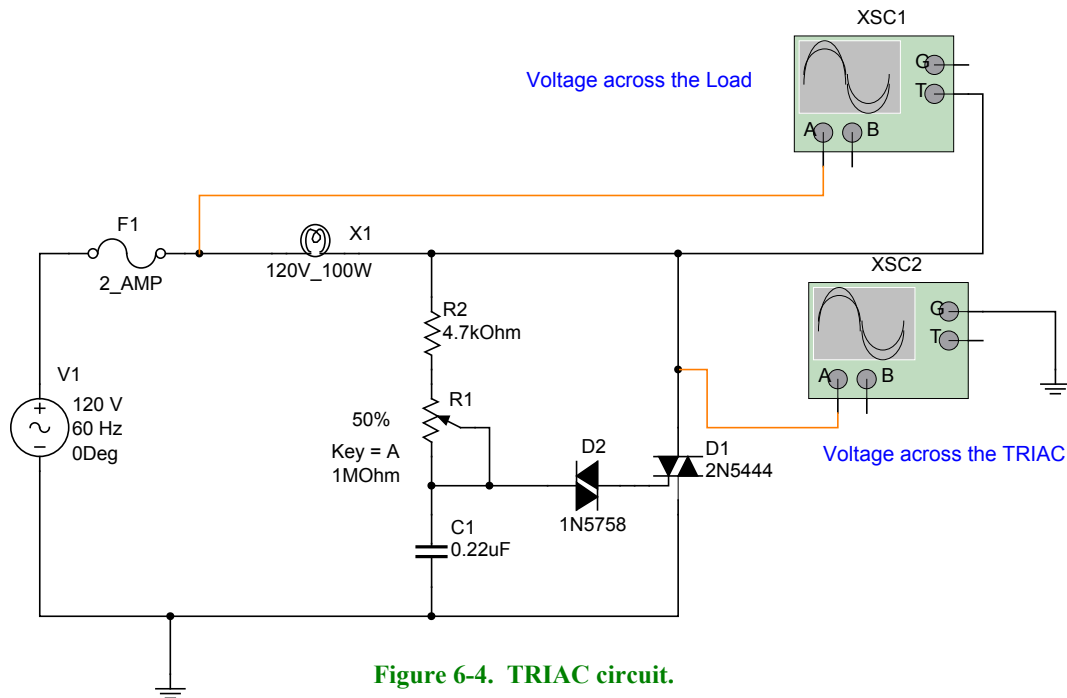 XSC1
Voltage across the Load
G
T
A
B
F1
2_AMP
X1
120V_100W
XSC2
G
T
A
B
Voltage across the TRIAC
R2
4.7kOhm
V1
120 V
60 Hz
0Deg
R1
50%
Key = A
1MOhm
D2
1N5758
D1
2N5444
C1
0.22uF
Figure 6-4. TRIAC circuit.